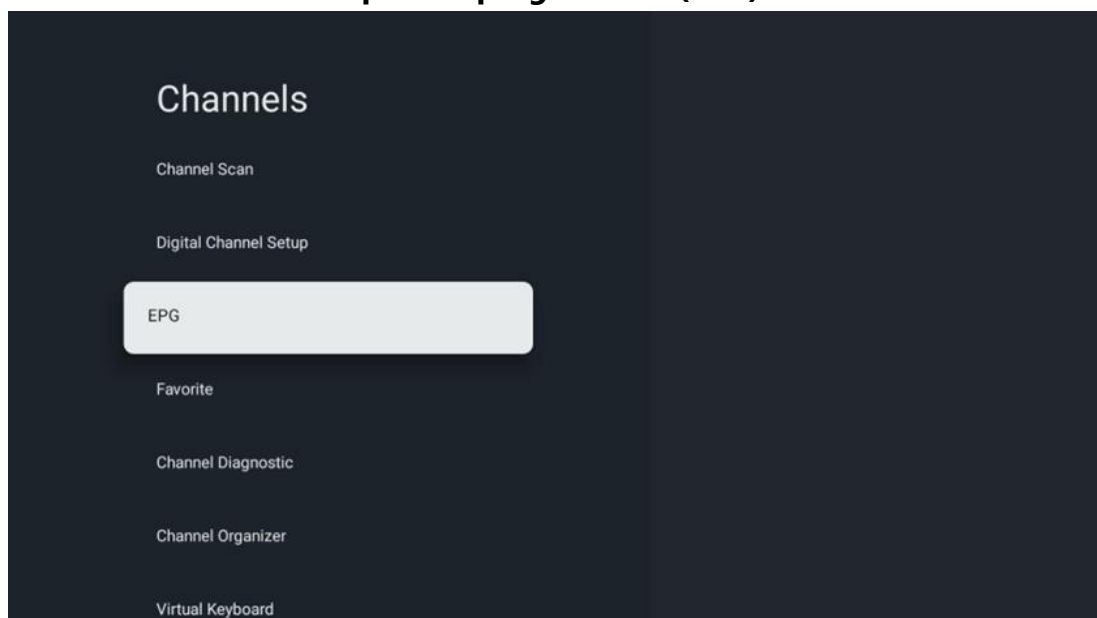 Channels
Channel Scan
Digital Channel Setup
EPG
Favorite
Channel Diagnostic
Channel Organizer
Virtual Keyboard